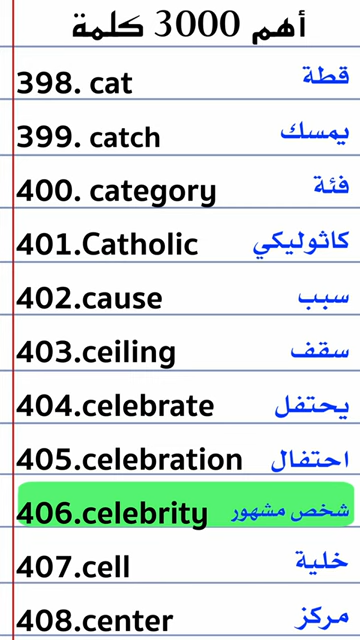 أهم 3000 كلمة
398. cat قطة
399. catch يمسك
400. category فئة
401.Catholic كاثوليكي
402.cause سبب
403.ceiling سقف
404.celebrate يحتفل
405.celebration احتفال
406.celebrity شخص مشهور
407.cell خلية
408.center مركز